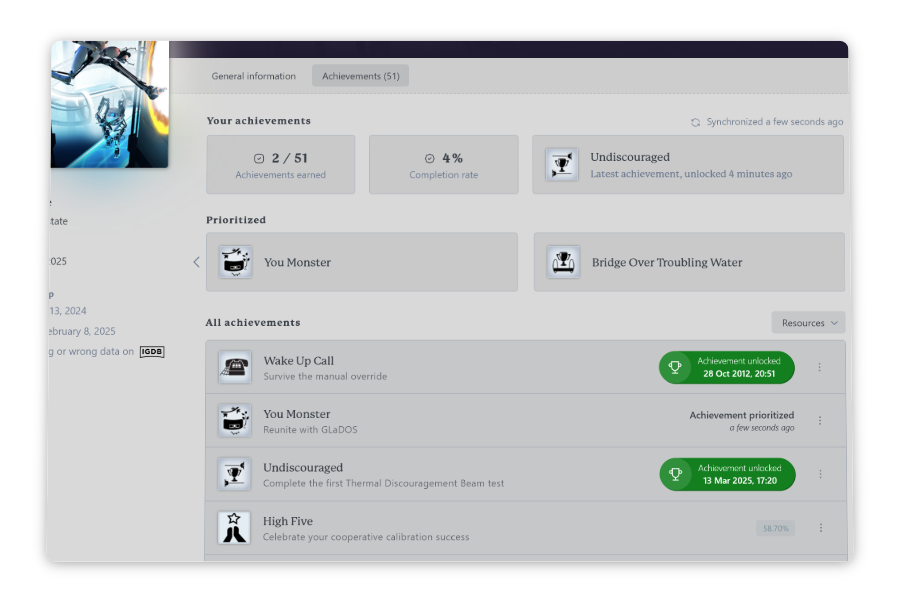 General information
Achievements (51)
Your achievements
Synchronized a few seconds ago
2 / 51
Achievements earned
4%
Completion rate
Undiscouraged
Latest achievement, unlocked 4 minutes ago
Prioritized
You Monster
Bridge Over Troubling Water
tate
025
p
13, 2024
ebruary 8, 2025
g or wrong data on IGDB
All achievements
Resources
Wake Up Call
Survive the manual override
Achievement unlocked
28 Oct 2012, 20:51
You Monster
Reunite with GLaDOS
Achievement prioritized
a few seconds ago
Undiscouraged
Complete the first Thermal Discouragement Beam test
Achievement unlocked
13 Mar 2025, 17:20
High Five
Celebrate your cooperative calibration success
58.70%